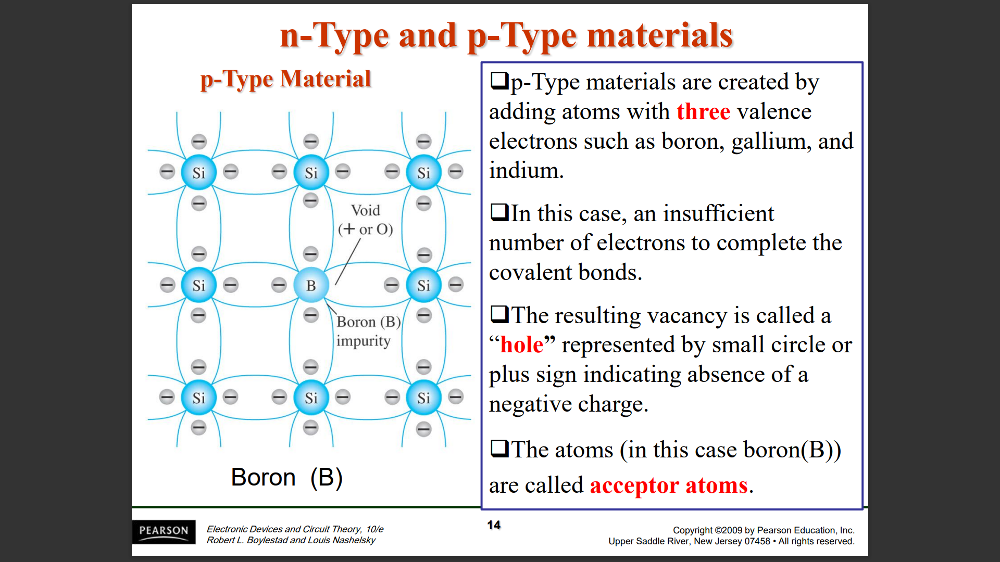 n-Type and p-Type materials
p-Type Material
Si
Si
Si
Void
(+ or O)
Si
B
Si
Boron (B)
impurity
Si
Si
Si
Boron (B)
❑p-Type materials are created by
adding atoms with three valence
electrons such as boron, gallium, and
indium.
❑In this case, an insufficient
number of electrons to complete the
covalent bonds.
❑The resulting vacancy is called a
“hole” represented by small circle or
plus sign indicating absence of a
negative charge.
❑The atoms (in this case boron(B))
are called acceptor atoms.
PEARSON
Electronic Devices and Circuit Theory, 10/e
Robert L. Boylestad and Louis Nashelsky
14
Copyright ©2009 by Pearson Education, Inc.
Upper Saddle River, New Jersey 07458 • All rights reserved.